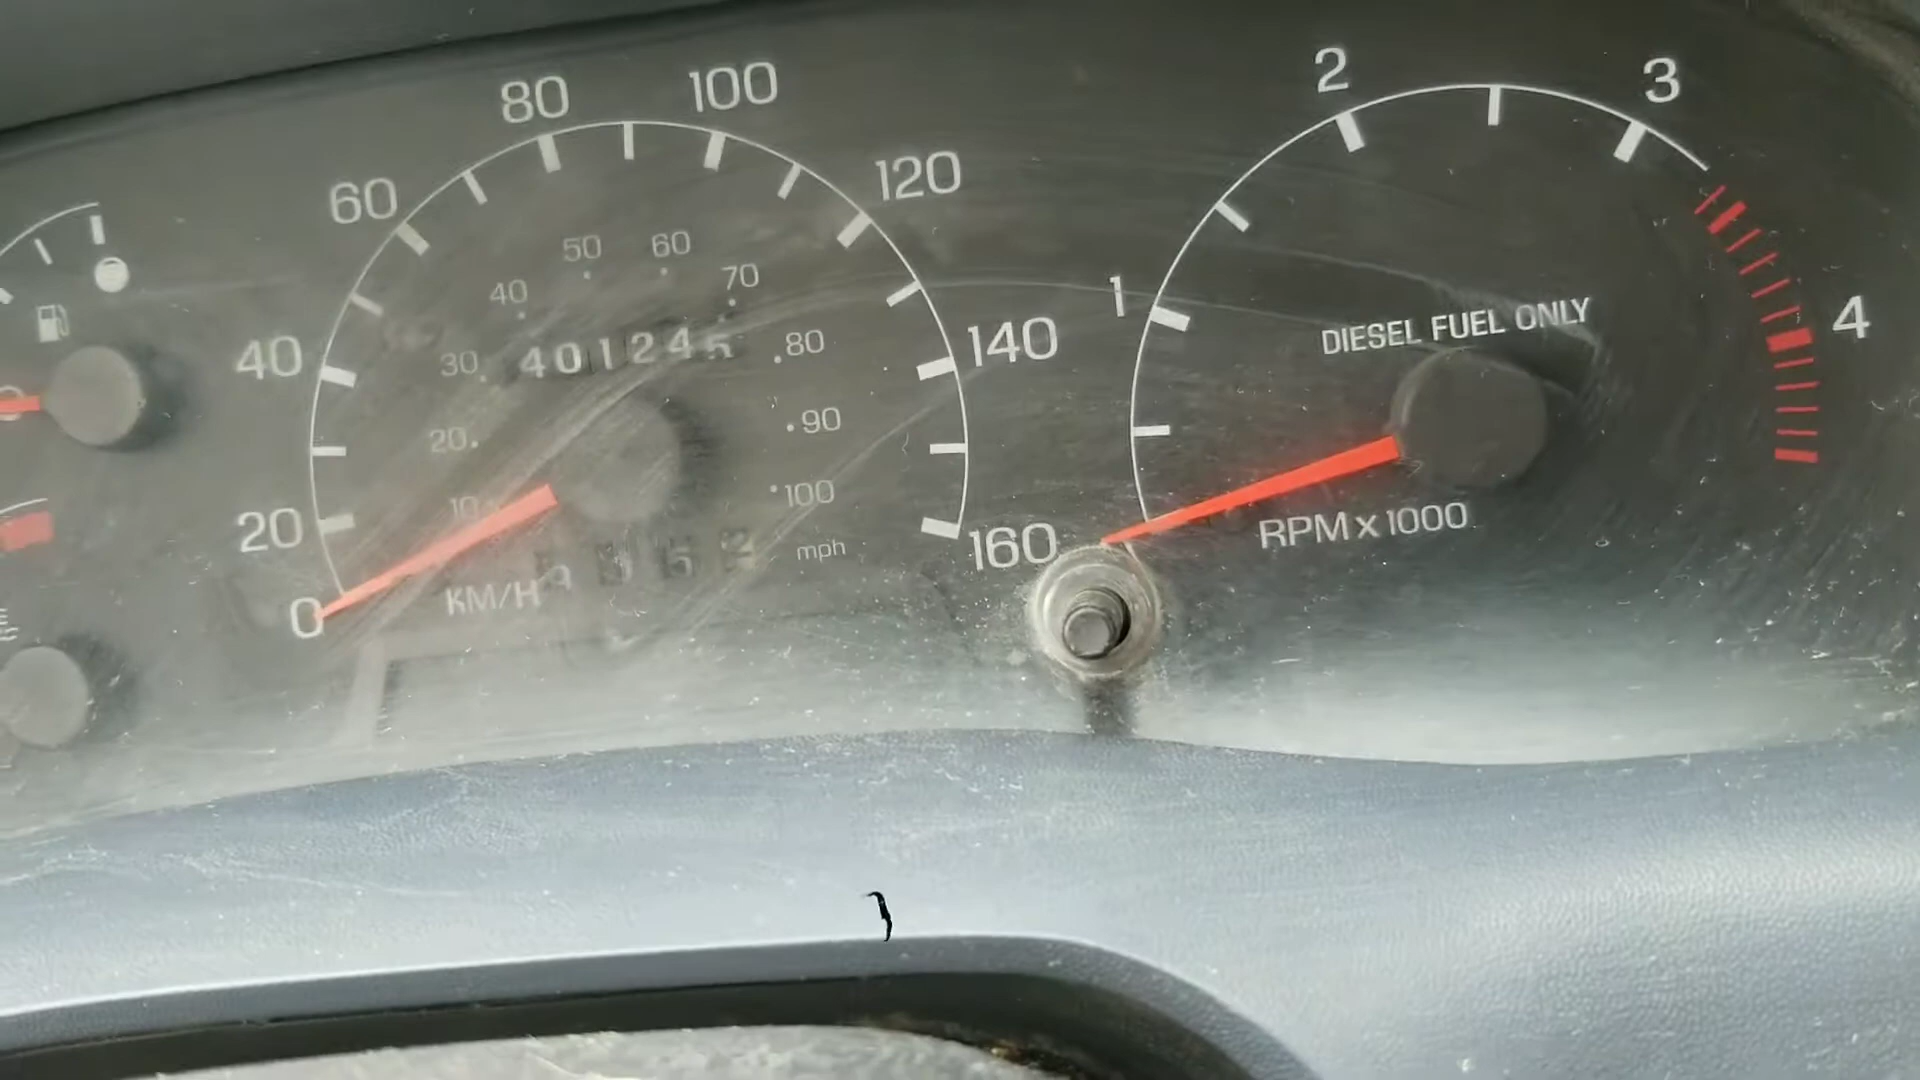 80 100
60 120
50 60
40 70
40 30 401245 80 140
20 90
20 10 100
mph 160
0 KM/H
2 3
1 4
DIESEL FUEL ONLY
RPM x 1000